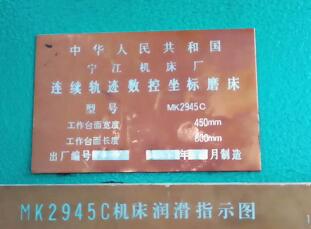 中华人民共和国
宁江机床厂
连续轨迹数控坐标磨床
型号 MK2945C
工作台面宽度 450mm
工作台面长度 800mm
出厂编号 年 月制造
MK2945C机床润滑指示图